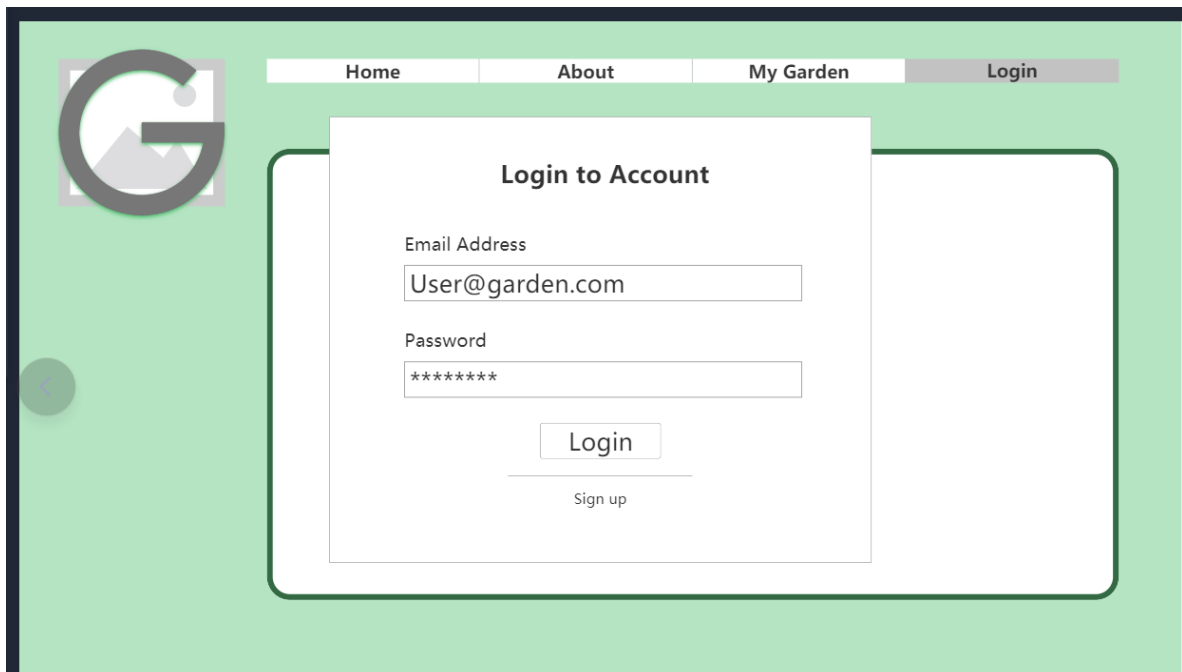 G
Home About My Garden Login
Login to Account
Email Address
User@garden.com
Password
********
Login
Sign up